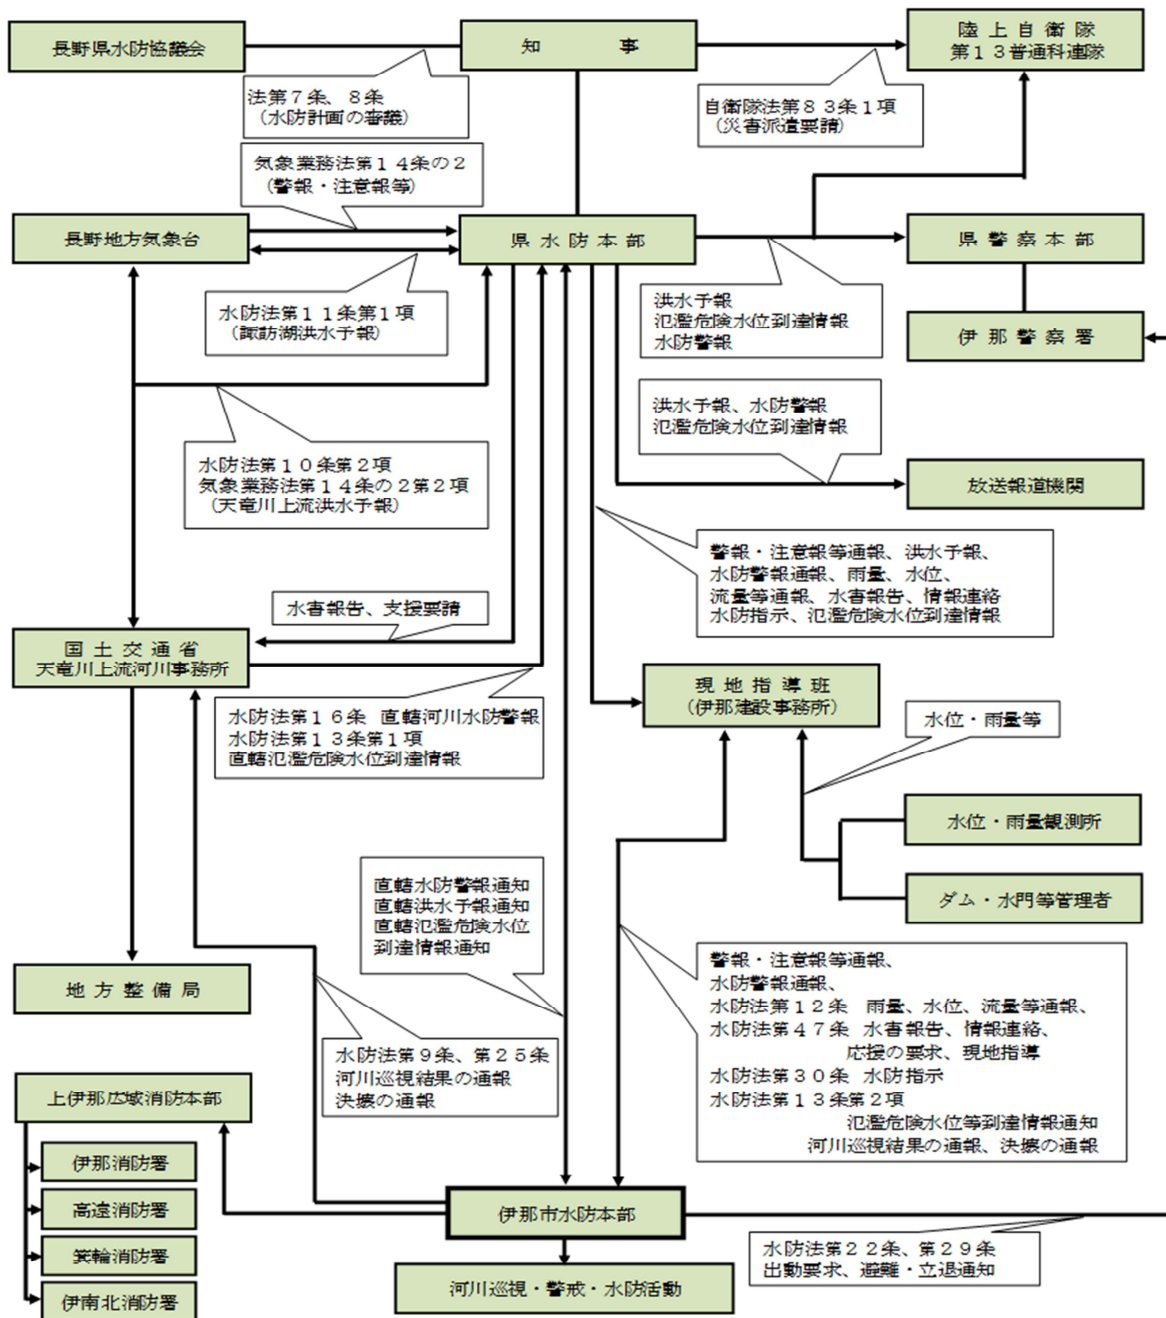 長野県水防協議会
知 事
陸上自衛隊
第１３普通科連隊
法第７条、８条
(水防計画の審議)
自衛隊法第８３条１項
(災害派遣要請)
気象業務法第１４条の２
(警報・注意報等)
長野地方気象台
県水防本部
県警察本部
水防法第１１条第１項
(諏訪湖洪水予報)
洪水予報
氾濫危険水位到達情報
水防警報
伊那警察署
洪水予報、水防警報
氾濫危険水位到達情報
水防法第１０条第２項
気象業務法第１４条の２第２項
(天竜川上流洪水予報)
放送報道機関
警報・注意報等通報、洪水予報、
水防警報通報、雨量、水位、
流量等通報、水害報告、情報連絡
水防指示、氾濫危険水位到達情報
水害報告、支援要請
国土交通省
天竜川上流河川事務所
現地指導班
(伊那建設事務所)
水防法第１６条 直轄河川水防警報
水防法第１３条第１項
直轄氾濫危険水位到達情報
水位・雨量等
水位・雨量観測所
直轄水防警報通知
直轄洪水予報通知
直轄氾濫危険水位
到達情報通知
ダム・水門等管理者
地方整備局
警報・注意報等通報、
水防警報通報、
水防法第１２条 雨量、水位、流量等通報、
水防法第４７条 水害報告、情報連絡、
応援の要求、現地指導
水防法第３０条 水防指示
水防法第１３条第２項
氾濫危険水位等到達情報通知
河川巡視結果の通報、決壊の通報
水防法第９条、第２５条
河川巡視結果の通報
決壊の通報
上伊那広域消防本部
伊那消防署
高遠消防署
箕輪消防署
伊南北消防署
伊那市水防本部
水防法第２２条、第２９条
出動要求、避難・立退通知
河川巡視・警戒・水防活動